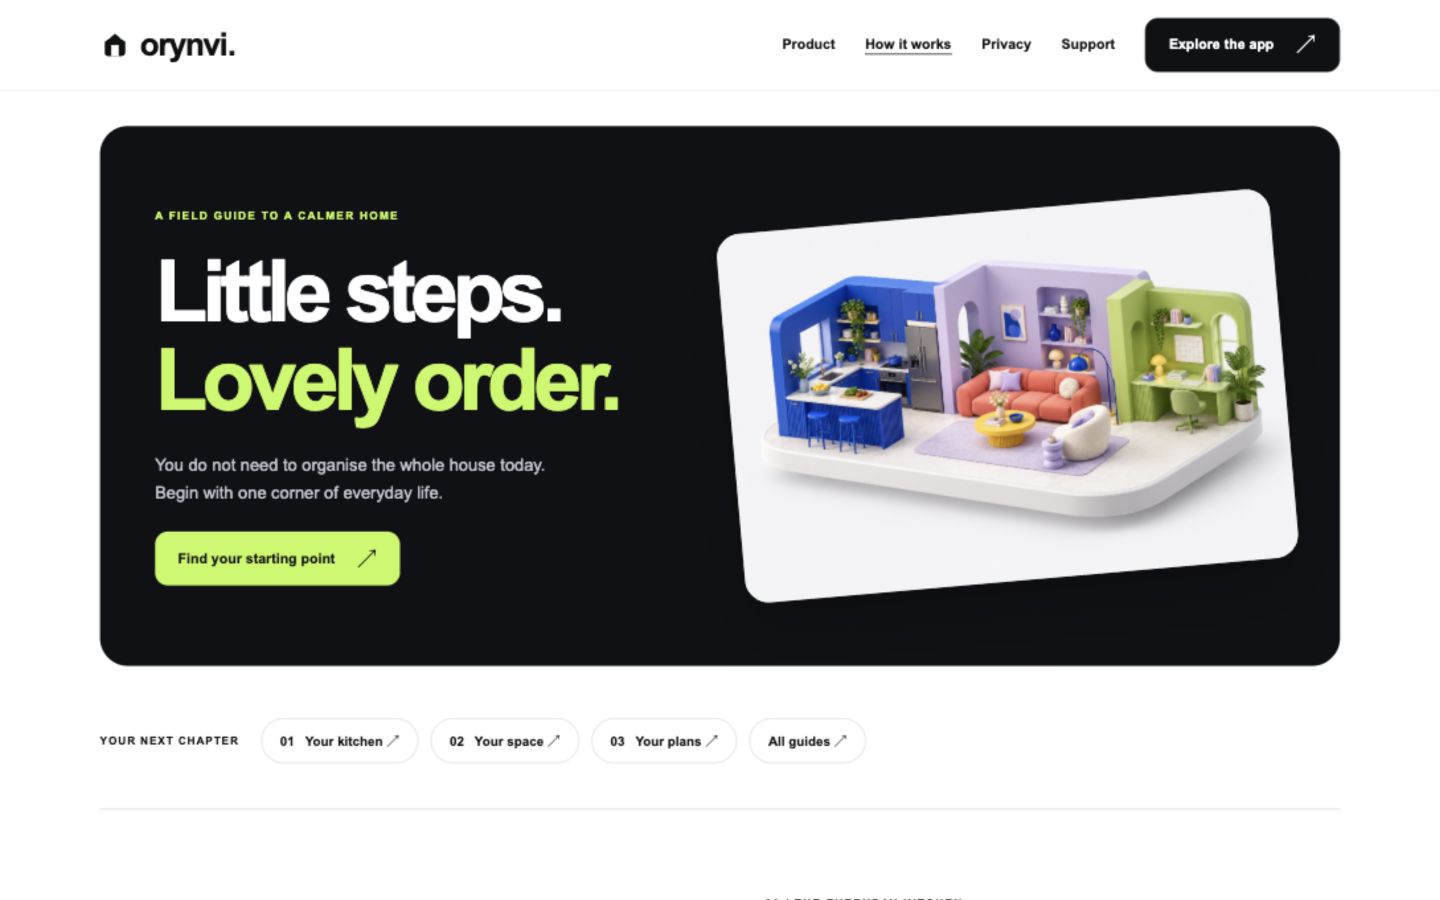 orynvi.
Product
How it works
Privacy
Support
Explore the app
A FIELD GUIDE TO A CALMER HOME
Little steps.
Lovely order.
You do not need to organise the whole house today.
Begin with one corner of everyday life.
Find your starting point
YOUR NEXT CHAPTER
01 Your kitchen
02 Your space
03 Your plans
All guides